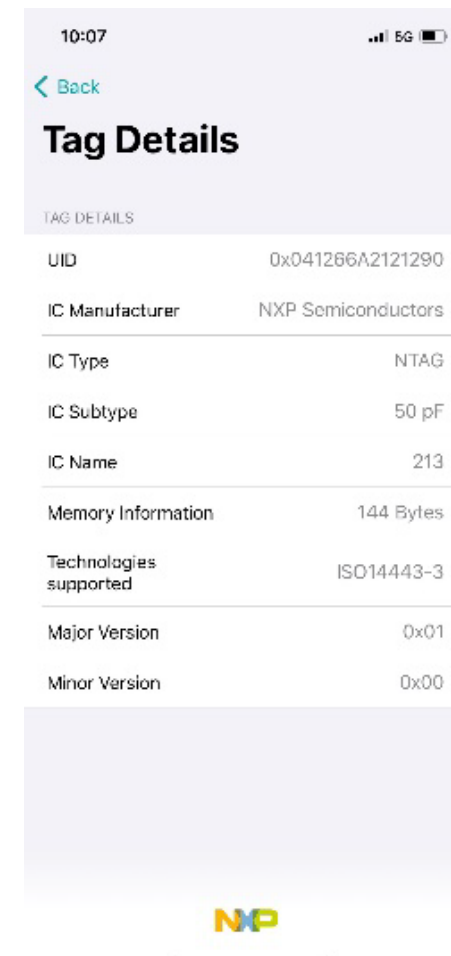 10:07 5G
Back
Tag Details
TAG DETAILS
UID 0x041266A2121290
IC Manufacturer NXP Semiconductors
IC Type NTAG
IC Subtype 50 pF
IC Name 213
Memory Information 144 Bytes
Technologies
supported ISO14443-3
Major Version 0x01
Minor Version 0x00
NXP